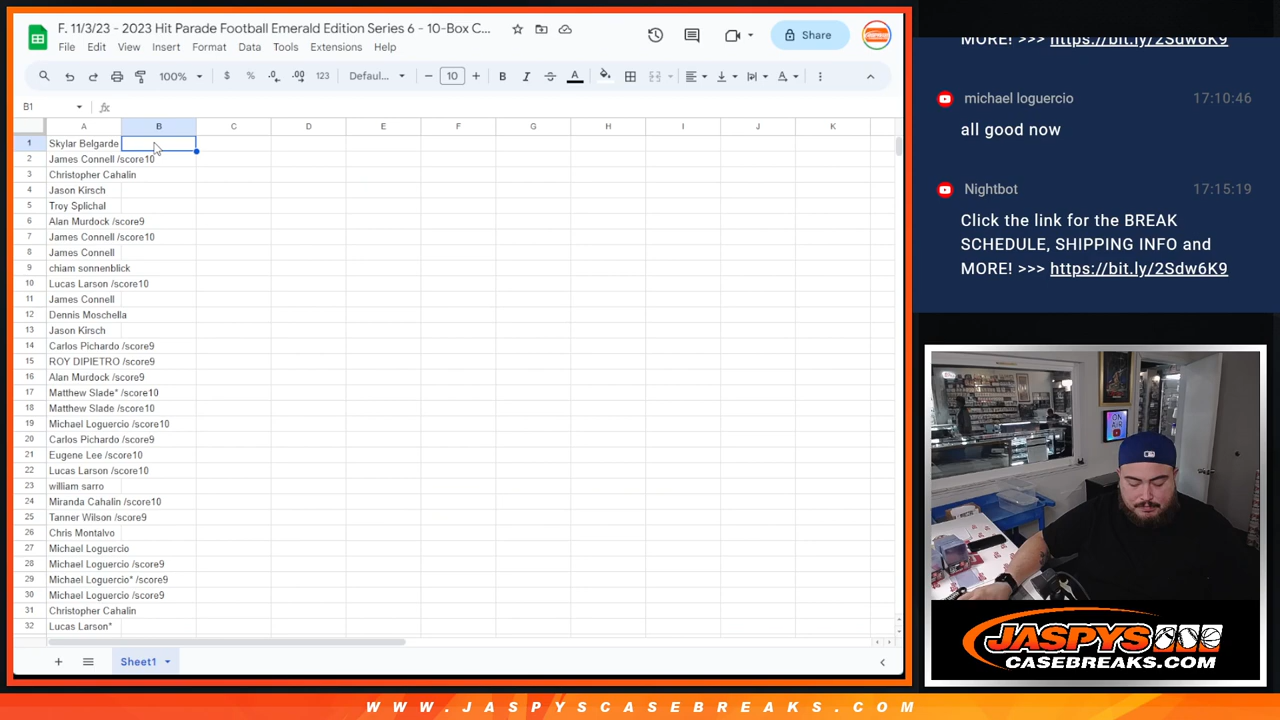 F. 11/3/23 - 2023 Hit Parade Football Emerald Edition Series 6 - 10-Box C...
File Edit View Insert Format Data Tools Extensions Help
Share
100% $ % .0 .00 123 Defaul... 10 B I A
B1 fx
A B C D E F G H I J K
1 Skylar Belgarde
2 James Connell /score10
3 Christopher Cahalin
4 Jason Kirsch
5 Troy Splichal
6 Alan Murdock /score9
7 James Connell /score10
8 James Connell
9 chiam sonnenblick
10 Lucas Larson /score10
11 James Connell
12 Dennis Moschella
13 Jason Kirsch
14 Carlos Pichardo /score9
15 ROY DIPIETRO /score9
16 Alan Murdock /score9
17 Matthew Slade* /score10
18 Matthew Slade /score10
19 Michael Loguercio /score10
20 Carlos Pichardo /score9
21 Eugene Lee /score10
22 Lucas Larson /score10
23 william sarro
24 Miranda Cahalin /score10
25 Tanner Wilson /score9
26 Chris Montalvo
27 Michael Loguercio
28 Michael Loguercio /score9
29 Michael Loguercio* /score9
30 Michael Loguercio /score9
31 Christopher Cahalin
32 Lucas Larson*
Sheet1
MORE! >>> https://bit.ly/2Sdw6K9
michael loguercio 17:10:46
all good now
Nightbot 17:15:19
Click the link for the BREAK
SCHEDULE, SHIPPING INFO and
MORE! >>> https://bit.ly/2Sdw6K9
ON AIR
JASPYS
CASEBREAKS.COM
WWW.JASPYSCASEBREAKS.COM